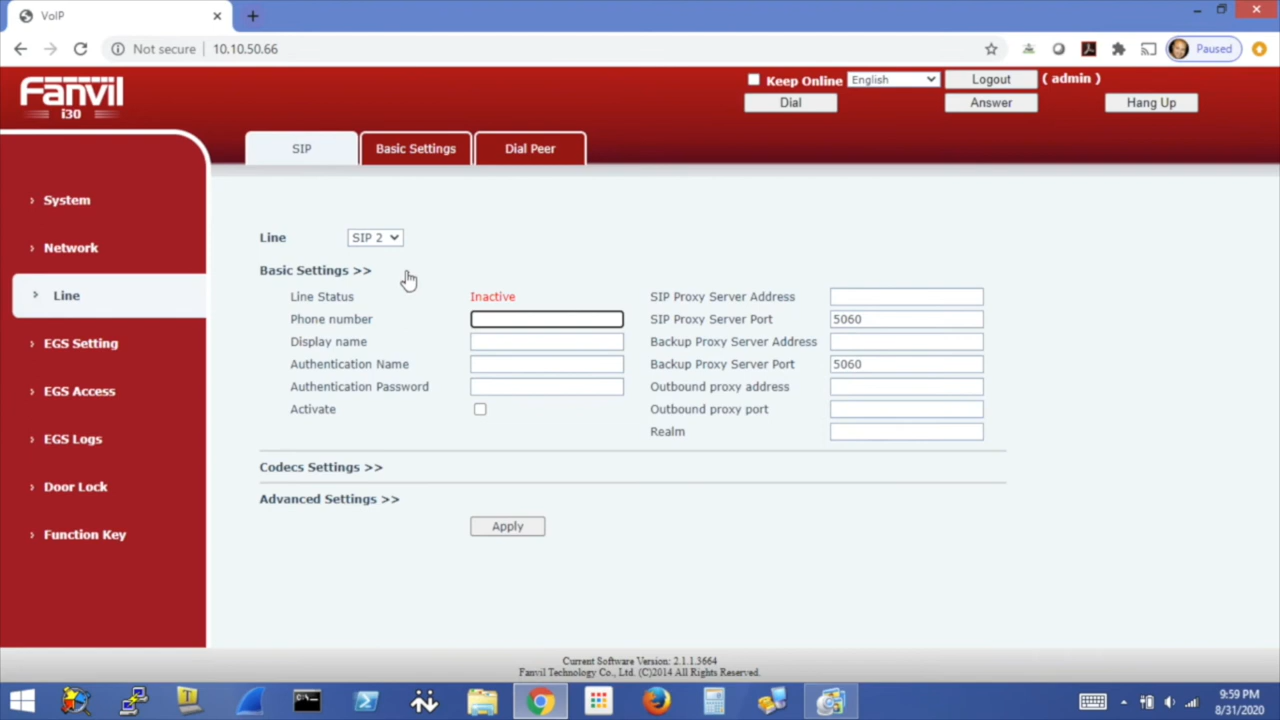 VoIP
Not secure | 10.10.50.66
Paused
Fanvil
i30
Keep Online English Logout ( admin )
Dial Answer Hang Up
SIP Basic Settings Dial Peer
› System
› Network
› Line
› EGS Setting
› EGS Access
› EGS Logs
› Door Lock
› Function Key
Line SIP 2
Basic Settings >>
Line Status Inactive SIP Proxy Server Address
Phone number SIP Proxy Server Port 5060
Display name Backup Proxy Server Address
Authentication Name Backup Proxy Server Port 5060
Authentication Password Outbound proxy address
Activate Outbound proxy port
Realm
Codecs Settings >>
Advanced Settings >>
Apply
Current Software Version: 2.1.1.3664
Fanvil Technology Co., Ltd. (C)2014 All Rights Reserved.
9:59 PM
8/31/2020